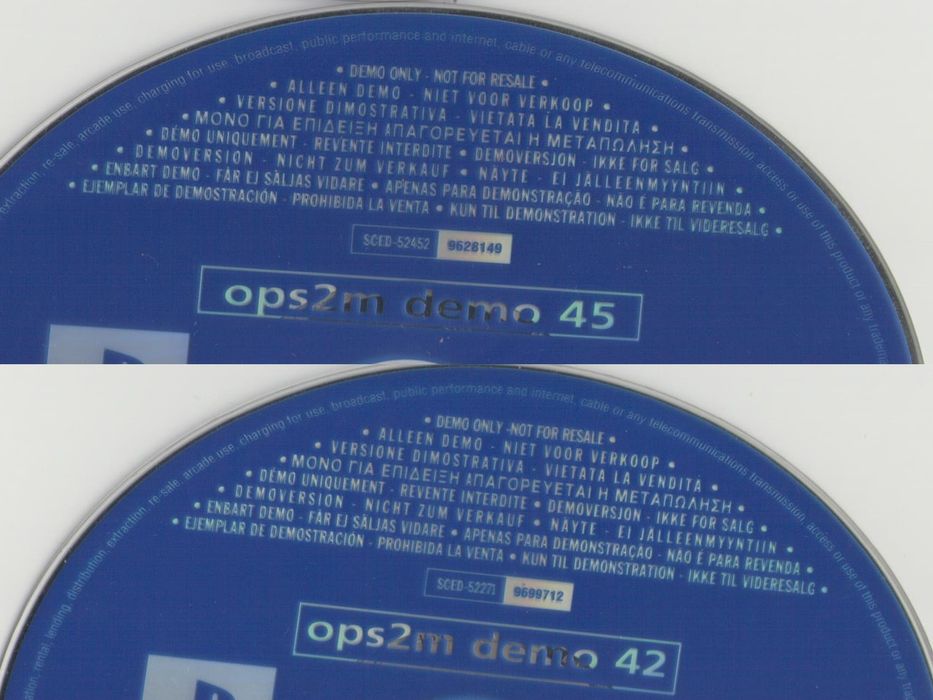 extraction, re-sale, arcade use, charging for use, broadcast, public performance and internet, cable or any telecommunications transmission, access or use of this product or any trademark
• DEMO ONLY - NOT FOR RESALE •
• ALLEEN DEMO - NIET VOOR VERKOOP •
• VERSIONE DIMOSTRATIVA - VIETATA LA VENDITA •
• ΜΟΝΟ ΓΙΑ ΕΠΙΔΕΙΞΗ ΑΠΑΓΟΡΕΥΕΤΑΙ Η ΜΕΤΑΠΩΛΗΣΗ •
• DÉMO UNIQUEMENT - REVENTE INTERDITE • DEMOVERSJON - IKKE FOR SALG •
• DEMOVERSION - NICHT ZUM VERKAUF • NÄYTE - EI JÄLLEENMYYNTIIN •
• ENBART DEMO - FÅR EJ SÄLJAS VIDARE • APENAS PARA DEMONSTRAÇÃO - NÃO É PARA REVENDA •
• EJEMPLAR DE DEMOSTRACIÓN - PROHIBIDA LA VENTA • KUN TIL DEMONSTRATION - IKKE TIL VIDERESALG •
SCED-52452 9628149
ops2m demo 45
rental, lending, distribution, extraction, re-sale, arcade use, charging for use, broadcast, public performance and internet, cable or any telecommunications transmission, access or use of this product
• DEMO ONLY -NOT FOR RESALE •
• ALLEEN DEMO - NIET VOOR VERKOOP •
• VERSIONE DIMOSTRATIVA - VIETATA LA VENDITA •
• ΜΟΝΟ ΓΙΑ ΕΠΙΔΕΙΞΗ ΑΠΑΓΟΡΕΥΕΤΑΙ Η ΜΕΤΑΠΩΛΗΣΗ •
• DÉMO UNIQUEMENT - REVENTE INTERDITE • DEMOVERSJON - IKKE FOR SALG •
• DEMOVERSION - NICHT ZUM VERKAUF • NÄYTE - EI JÄLLEENMYYNTIIN •
• ENBART DEMO - FÅR EJ SÄLJAS VIDARE • APENAS PARA DEMONSTRAÇÃO - NÃO É PARA REVENDA •
• EJEMPLAR DE DEMOSTRACIÓN - PROHIBIDA LA VENTA • KUN TIL DEMONSTRATION - IKKE TIL VIDERESALG •
SCED-52271 9699712
ops2m demo 42